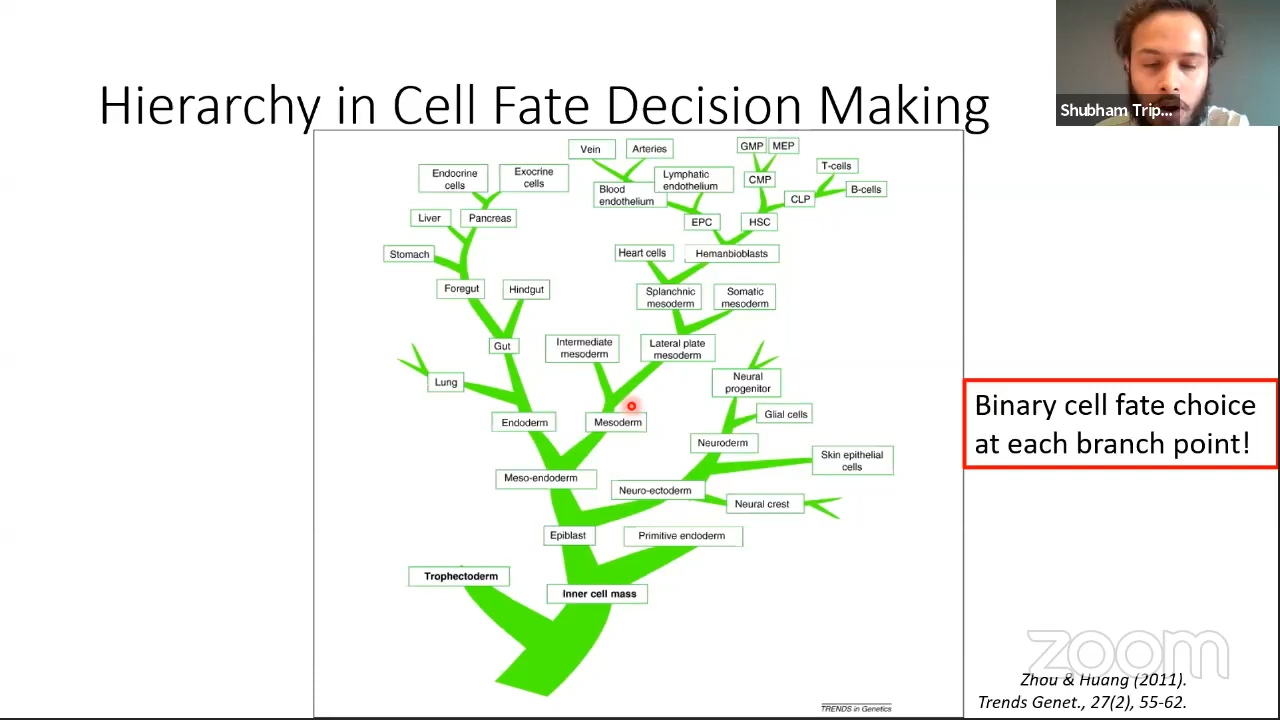 Hierarchy in Cell Fate Decision Making
Shubham Trip...
Vein
Arteries
GMP
MEP
T-cells
Endocrine
cells
Exocrine
cells
Lymphatic
endothelium
CMP
B-cells
Blood
endothelium
CLP
Liver
Pancreas
EPC
HSC
Stomach
Heart cells
Hemanbioblasts
Foregut
Hindgut
Splanchnic
mesoderm
Somatic
mesoderm
Gut
Intermediate
mesoderm
Lateral plate
mesoderm
Lung
Neural
progenitor
Endoderm
Mesoderm
Glial cells
Binary cell fate choice
at each branch point!
Neuroderm
Skin epithelial
cells
Meso-endoderm
Neuro-ectoderm
Neural crest
Epiblast
Primitive endoderm
Trophectoderm
Inner cell mass
TRENDS in Genetics
zoom
Zhou & Huang (2011).
Trends Genet., 27(2), 55-62.